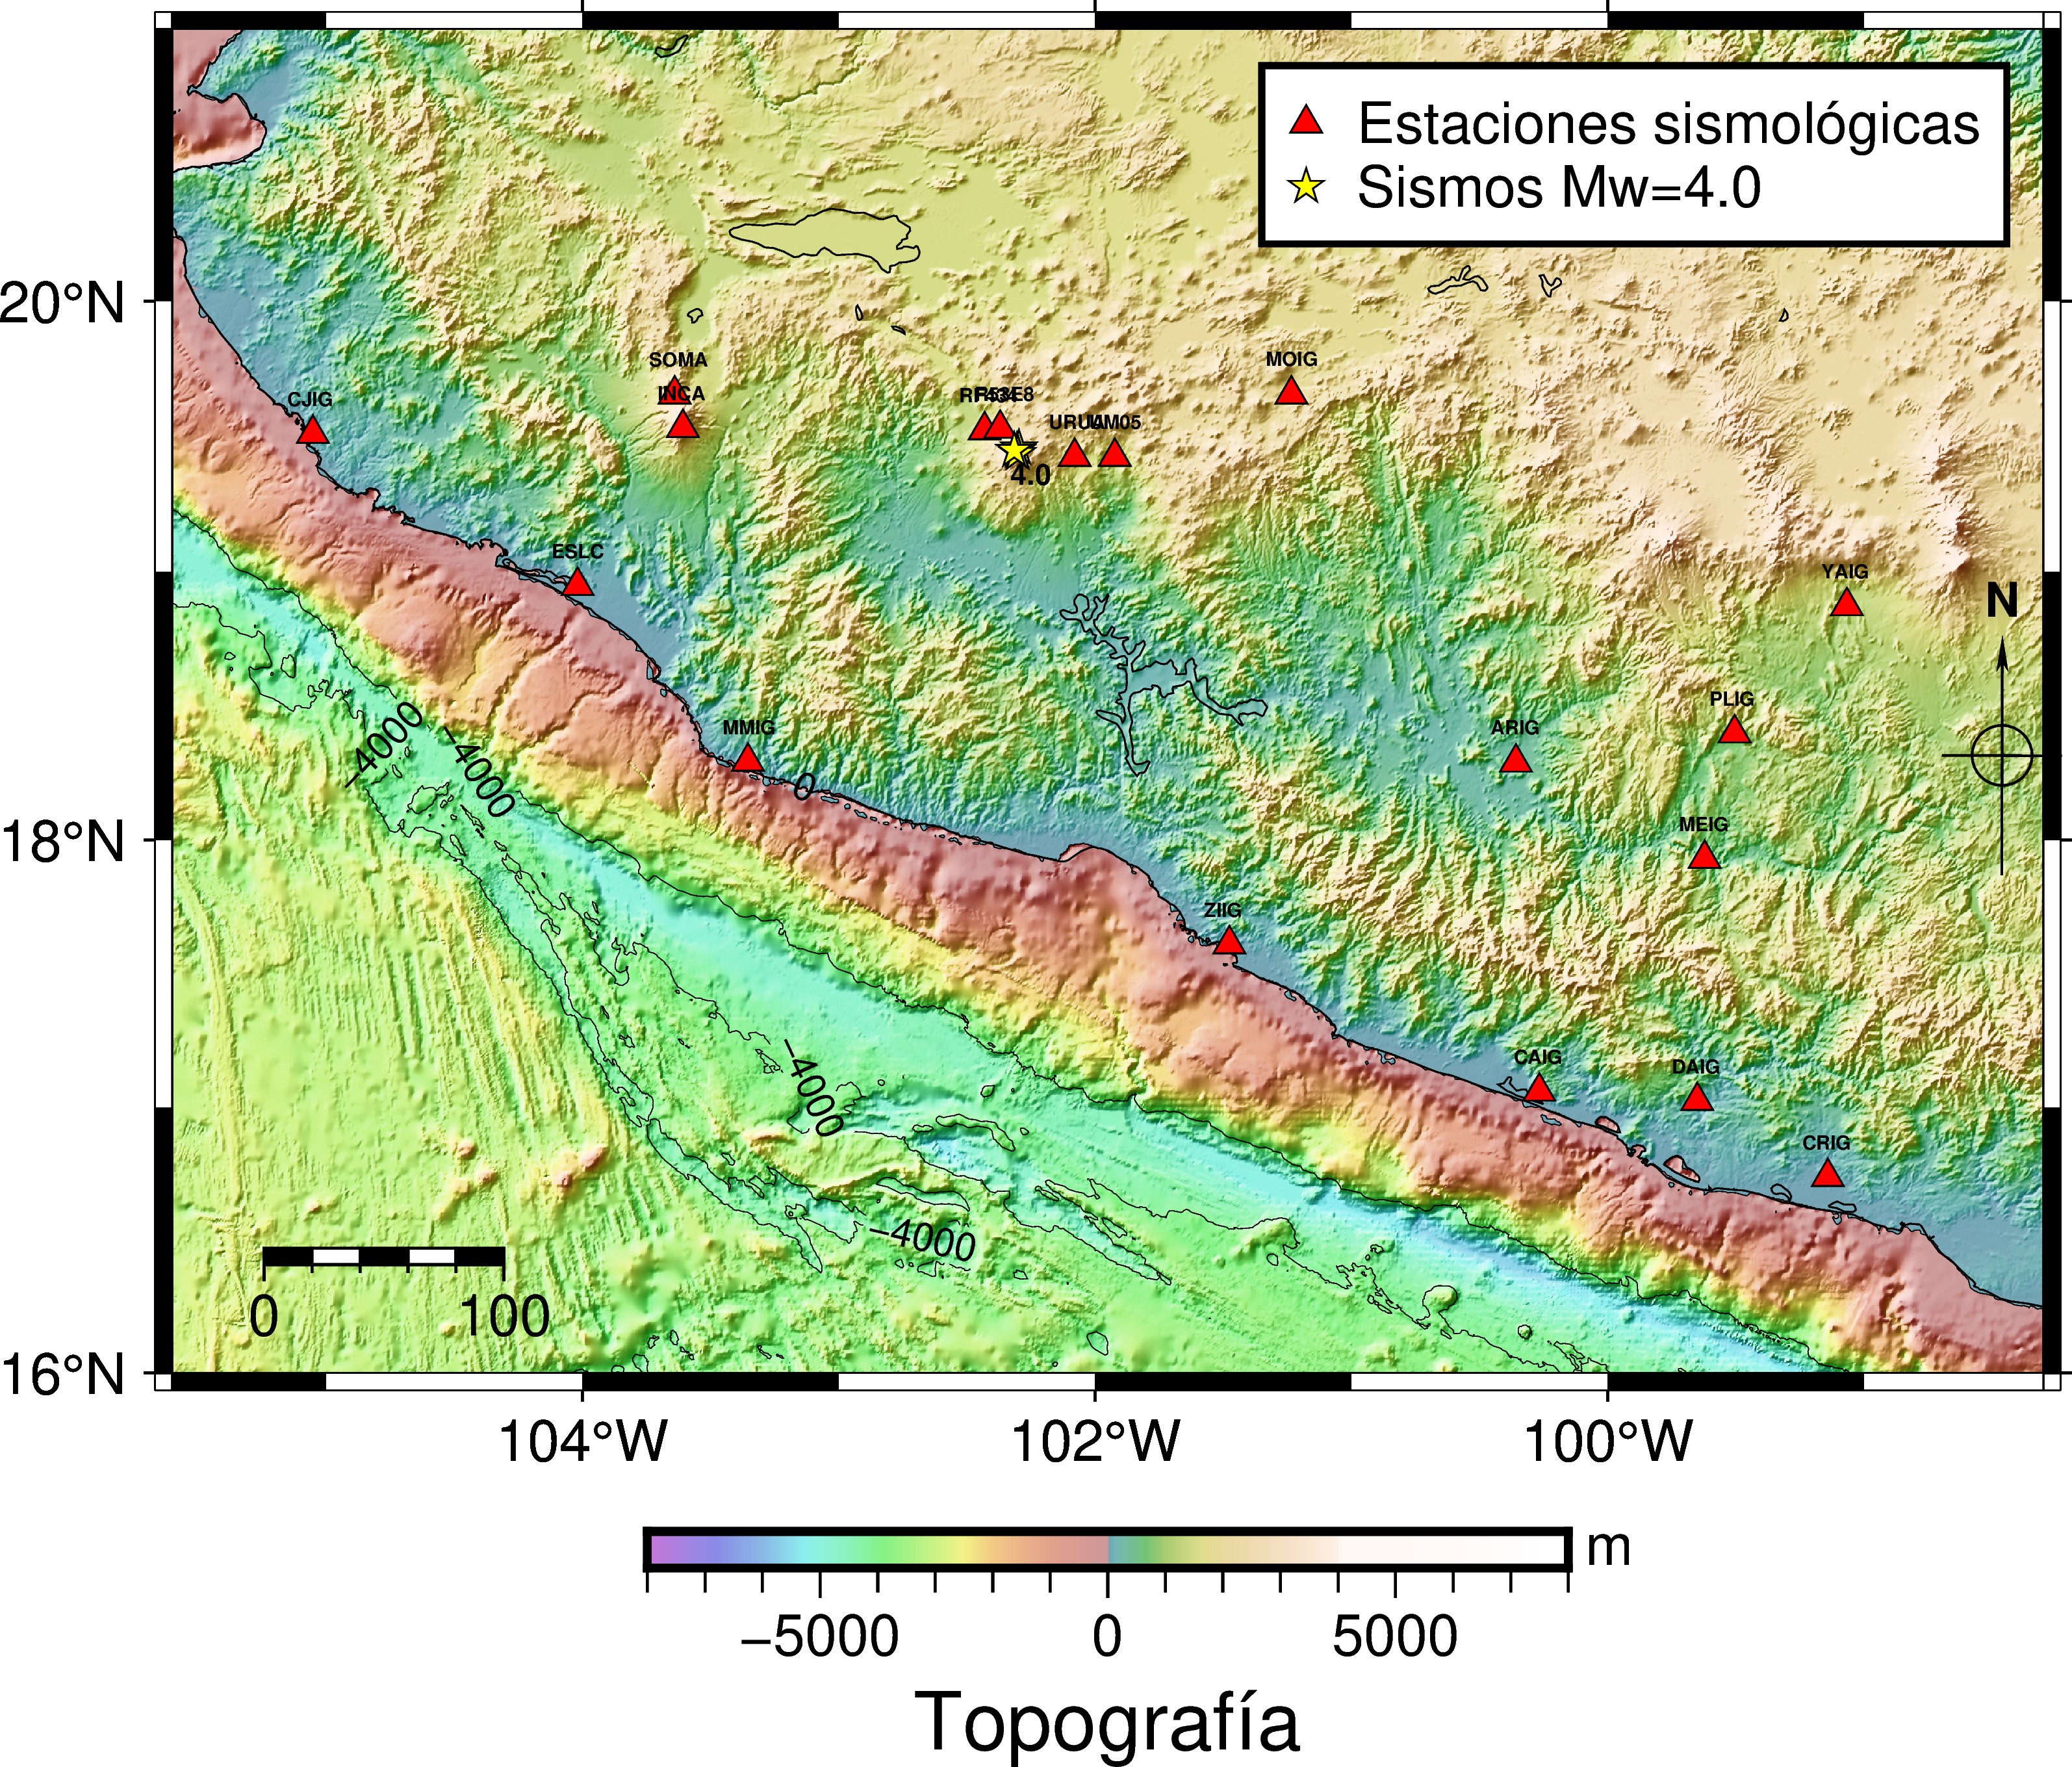 Estaciones sismológicas
Sismos Mw=4.0
20°N
SOMA
MOIG
INCA
CJIG
URUA
UM05
4.0
ESLC
YAIG
N
PLIG
−4000
−4000
MMIG
ARIG
0
18°N
MEIG
ZIIG
−4000
CAIG
DAIG
CRIG
−4000
0 100
16°N
104°W 102°W 100°W
m
−5000 0 5000
Topografía